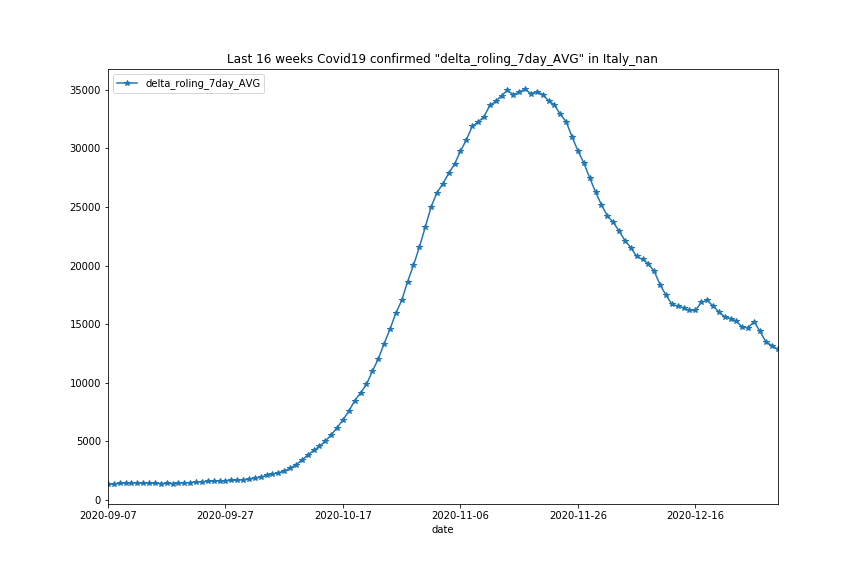 Last 16 weeks Covid19 confirmed "delta_roling_7day_AVG" in Italy_nan
delta_roling_7day_AVG
35000
30000
25000
20000
15000
10000
5000
0
2020-09-07 2020-09-27 2020-10-17 2020-11-06 2020-11-26 2020-12-16
date